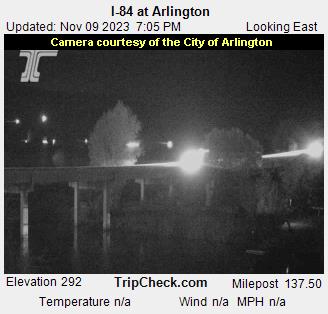 I-84 at Arlington
Updated: Nov 09 2023 7:05 PM Looking East
Camera courtesy of the City of Arlington
Elevation 292 TripCheck.com Milepost 137.50
Temperature n/a Wind n/a MPH n/a